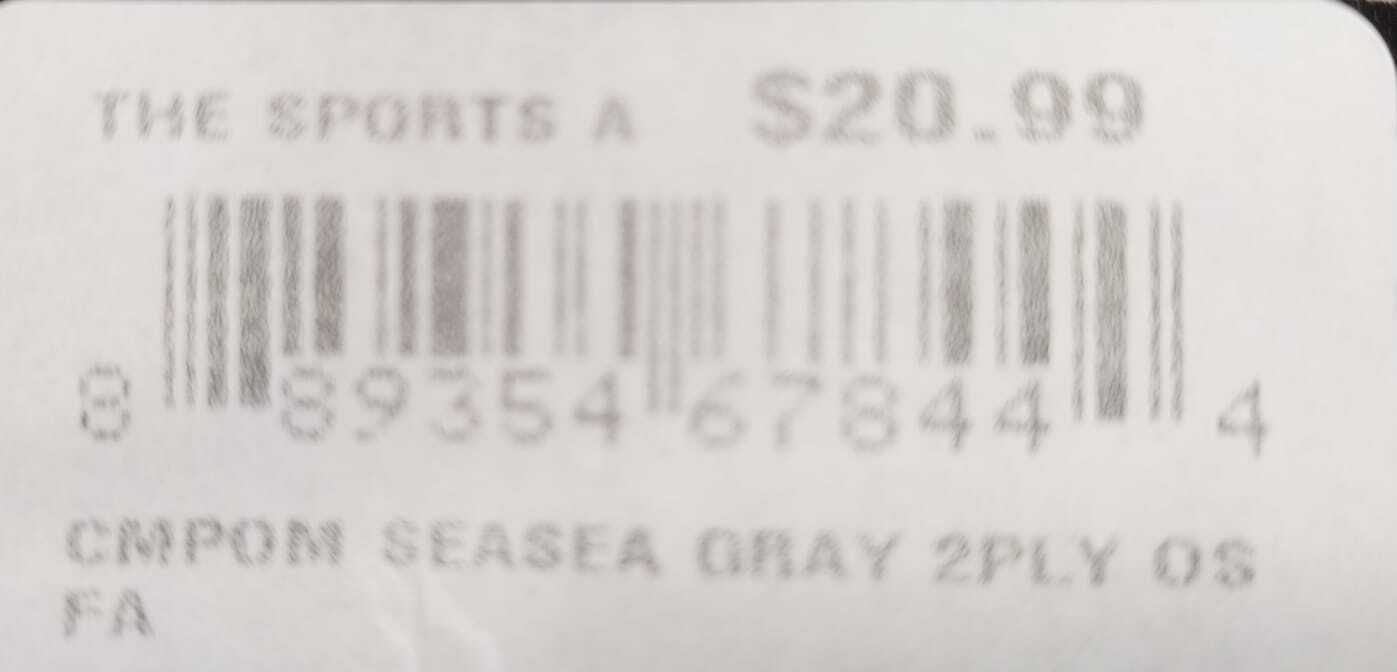 THE SPORTS A $20.99
8 89354 67844 4
CMPOM SEASEA GRAY 2PLY OS
FA